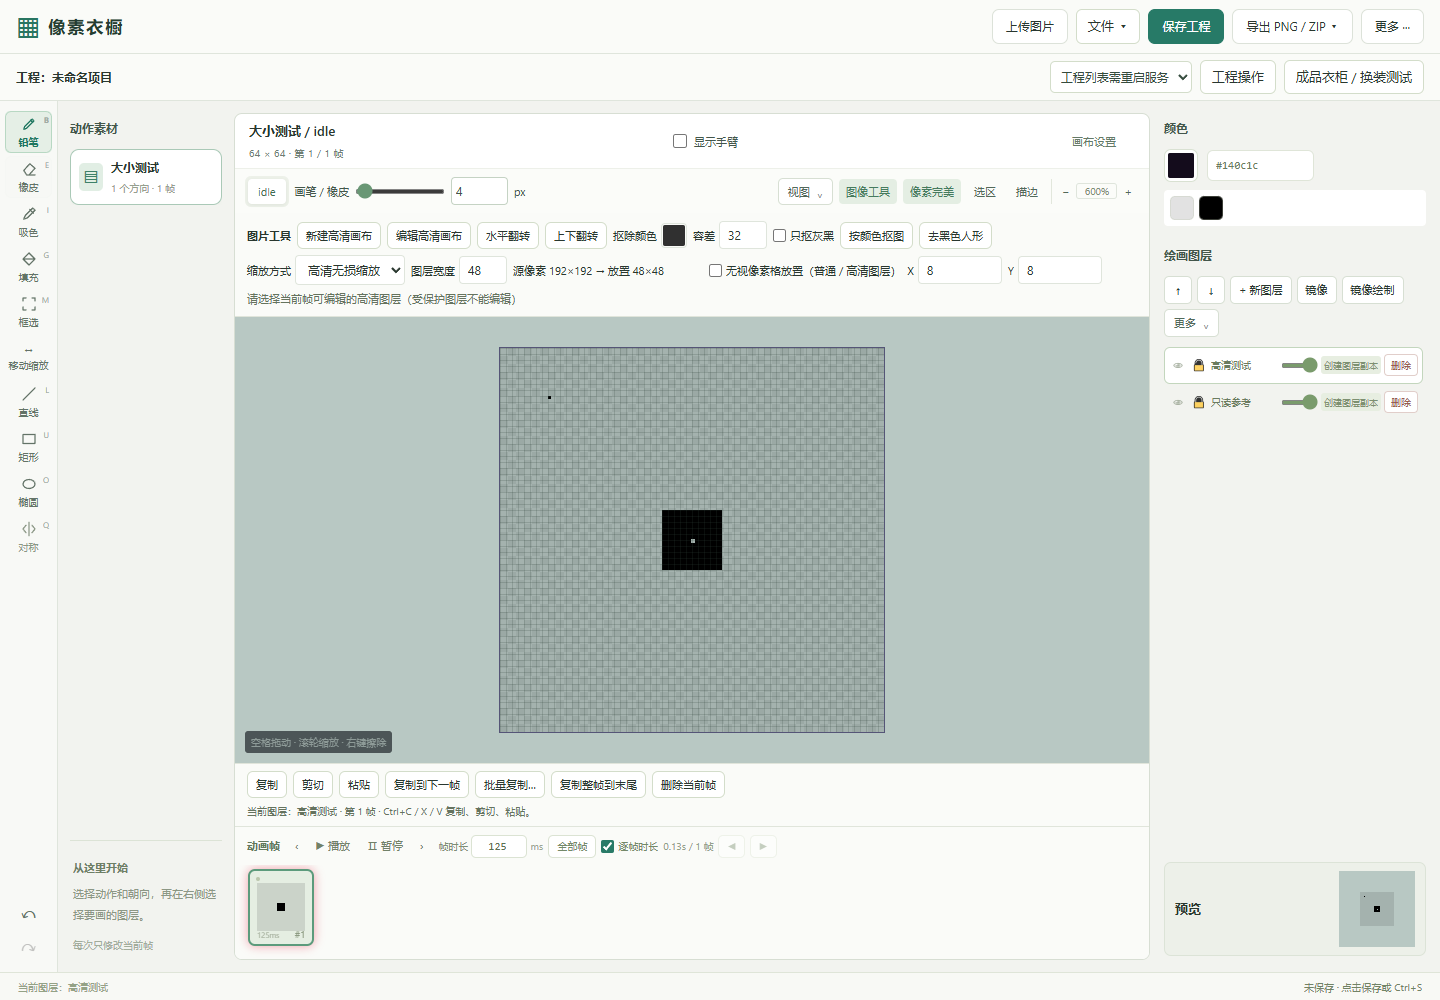 像素衣橱
上传图片 文件 保存工程 导出 PNG / ZIP 更多 ···
工程：未命名项目
工程列表需重启服务 工程操作 成品衣柜 / 换装测试
铅笔 B
橡皮 E
吸色 I
填充 G
框选 M
移动缩放
直线 L
矩形 U
椭圆 O
对称 Q
动作素材
大小测试
1 个方向 · 1 帧
从这里开始
选择动作和朝向，再在右侧选
择要画的图层。
每次只修改当前帧
大小测试 / idle
64 × 64 · 第 1 / 1 帧
显示手臂
画布设置
idle 画笔 / 橡皮 4 px 视图 图像工具 像素完美 选区 描边 − 600% +
图片工具 新建高清画布 编辑高清画布 水平翻转 上下翻转 抠除颜色 容差 32 只抠灰黑 按颜色抠图 去黑色人形
缩放方式 高清无损缩放 图层宽度 48 源像素 192×192 → 放置 48×48 无视像素格放置（普通 / 高清图层） X 8 Y 8
请选择当前帧可编辑的高清图层（受保护图层不能编辑）
空格拖动 · 滚轮缩放 · 右键擦除
复制 剪切 粘贴 复制到下一帧 批量复制... 复制整帧到末尾 删除当前帧
当前图层：高清测试 · 第 1 帧 · Ctrl+C / X / V 复制、剪切、粘贴。
动画帧 ‹ ▶ 播放 暂停 › 帧时长 125 ms 全部帧 逐帧时长 0.13s / 1 帧 ◀ ▶
125ms #1
颜色
#140c1c
绘画图层
↑ ↓ + 新图层 镜像 镜像绘制
更多
高清测试 创建图层副本 删除
只读参考 创建图层副本 删除
预览
当前图层：高清测试
未保存 · 点击保存或 Ctrl+S